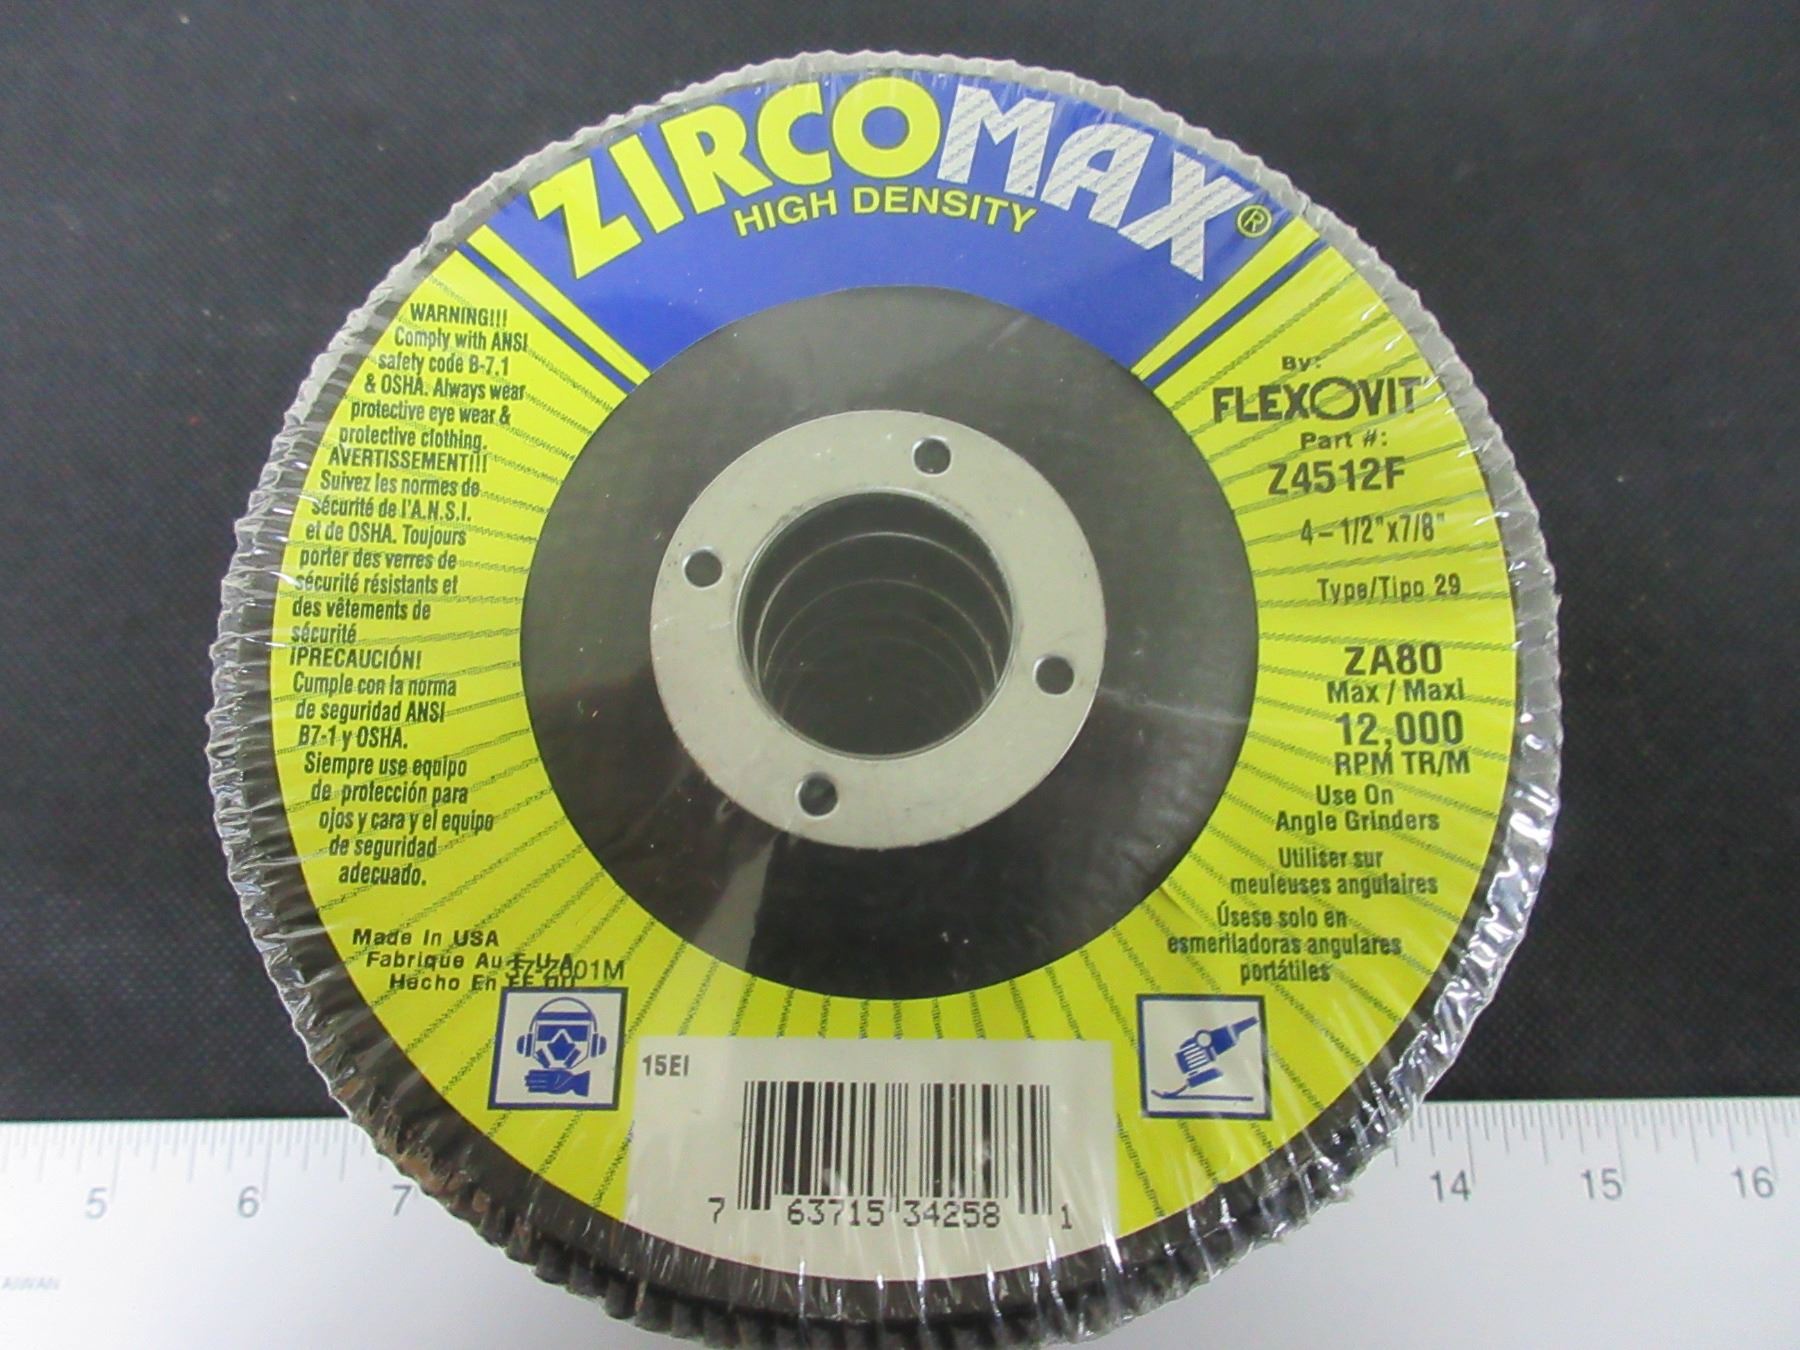 ZIRCOMAX®
HIGH DENSITY
WARNING!!!
Comply with ANSI
safety code B-7.1
& OSHA. Always wear
protective eye wear &
protective clothing.
AVERTISSEMENT!!!
Suivez les normes de
sécurité de l'A.N.S.I.
et de OSHA. Toujours
porter des verres de
sécurité résistants et
des vêtements de
sécurité
¡PRECAUCIÓN!
Cumple con la norma
de seguridad ANSI
B7-1 y OSHA.
Siempre use equipo
de protección para
ojos y cara y el equipo
de seguridad
adecuado.
Made In USA
Fabrique Au E.U.A.
Hecho En EE.UU.
37-2601M
By:
FLEXOVIT
Part #:
Z4512F
4-1/2"x7/8"
Type/Tipo 29
ZA80
Max / Maxi
12,000
RPM TR/M
Use On
Angle Grinders
Utiliser sur
meuleuses angulaires
Úsese solo en
esmeriladoras angulares
portátiles
15EI
7 63715 34258 1
5 6 7 14 15 16
TAIWAN